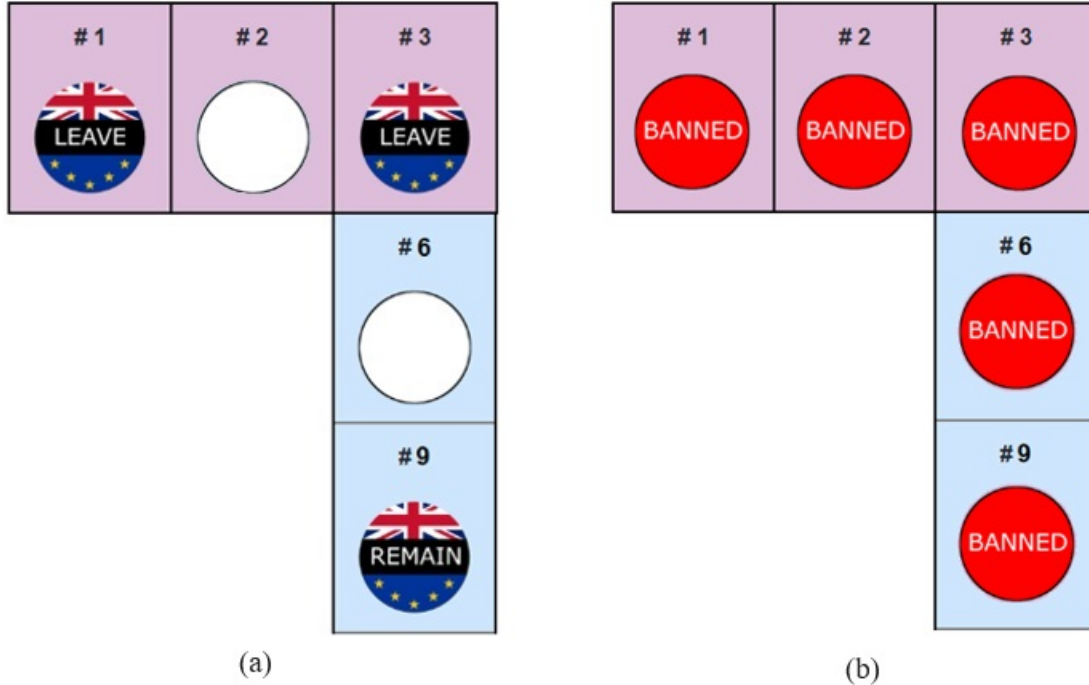 # 1
# 2
# 3
LEAVE
LEAVE
# 6
# 9
REMAIN
(a)
# 1
# 2
# 3
BANNED
BANNED
BANNED
# 6
BANNED
# 9
BANNED
(b)